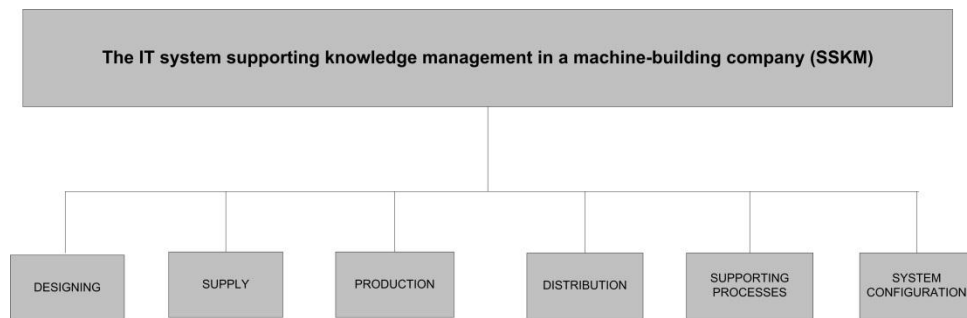 The IT system supporting knowledge management in a machine-building company (SSKM)
DESIGNING
SUPPLY
PRODUCTION
DISTRIBUTION
SUPPORTING
PROCESSES
SYSTEM
CONFIGURATION